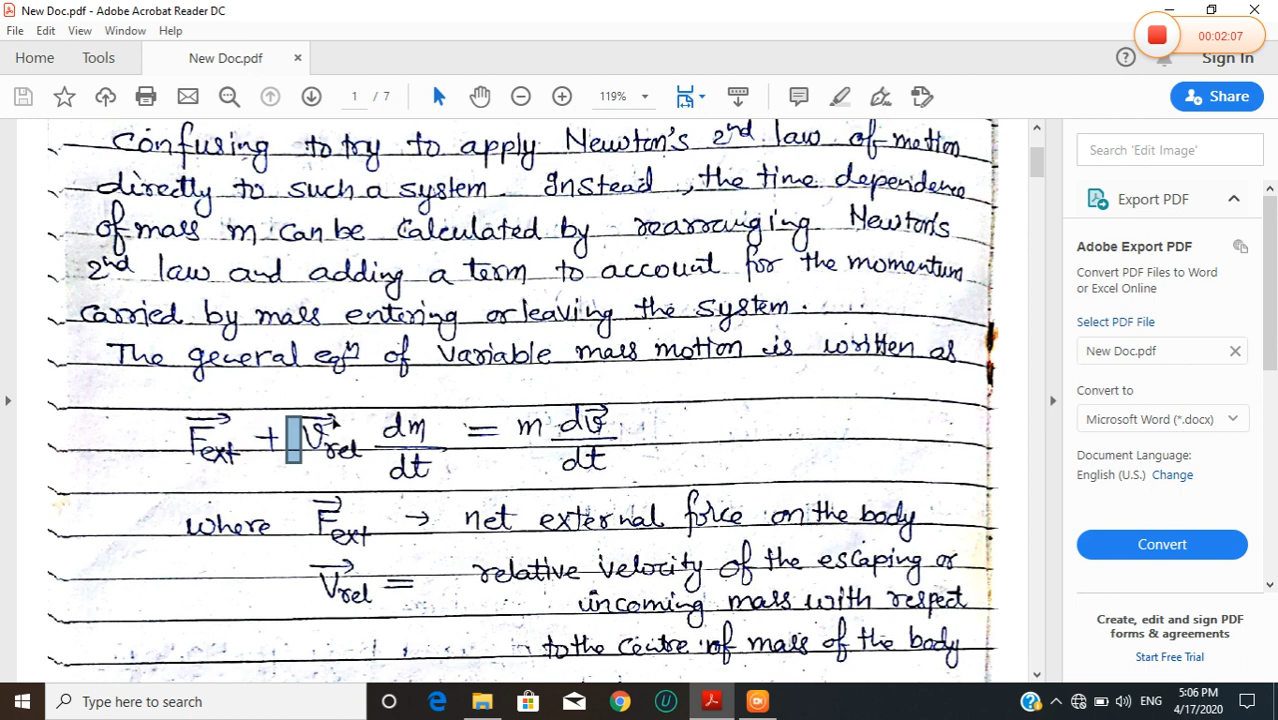 New Doc.pdf - Adobe Acrobat Reader DC
File Edit View Window Help
00:02:07
Home Tools New Doc.pdf × Sign In
1 / 7 119% Share
Confusing to try to apply Newton's 2nd law of motion
directly to such a system. Instead, the time dependence
of mass m can be calculated by rearranging Newton's
2nd law and adding a term to account for the momentum
carried by mass entering or leaving the system.
The general eqn of variable mass motion is written as
F⃗ext + v⃗rel dm/dt = m dv⃗/dt
where F⃗ext → net external force on the body
V⃗rel = relative velocity of the escaping or
incoming mass with respect
to the centre of mass of the body
Search 'Edit Image'
Export PDF
Adobe Export PDF
Convert PDF Files to Word
or Excel Online
Select PDF File
New Doc.pdf
Convert to
Microsoft Word (*.docx)
Document Language:
English (U.S.) Change
Convert
Create, edit and sign PDF
forms & agreements
Start Free Trial
Type here to search
ENG
5:06 PM
4/17/2020